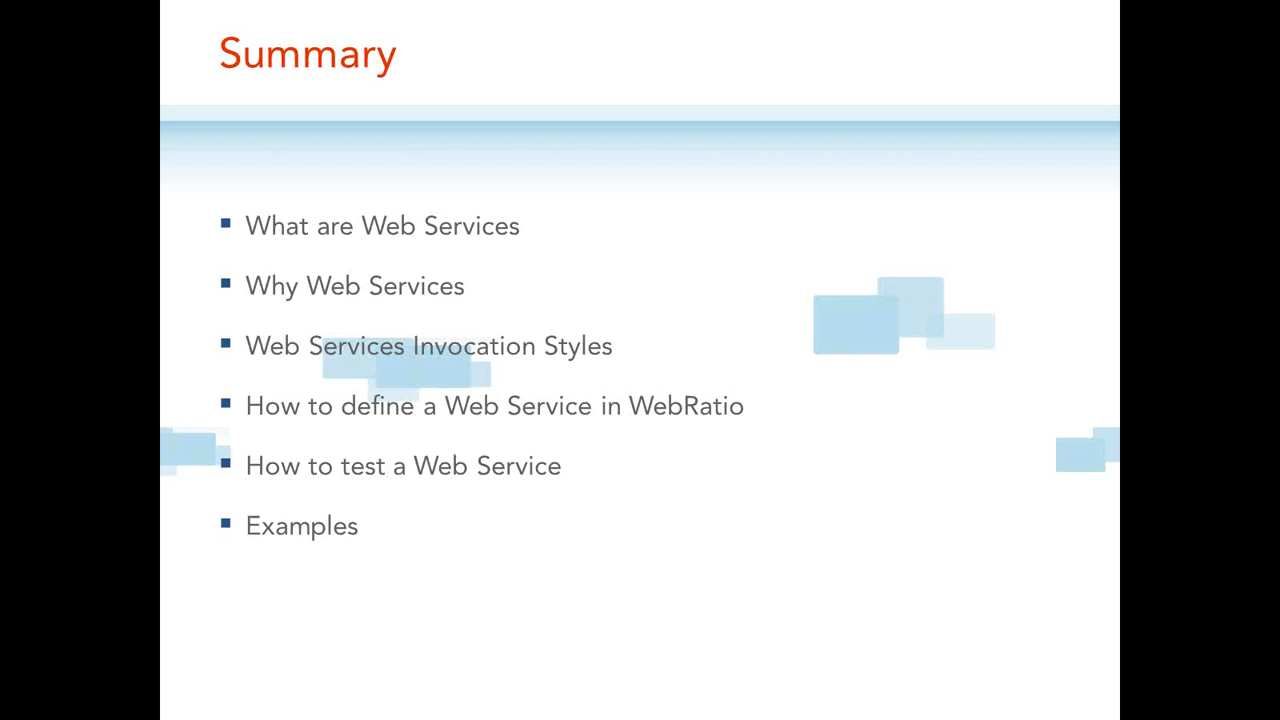 Summary
What are Web Services
Why Web Services
Web Services Invocation Styles
How to define a Web Service in WebRatio
How to test a Web Service
Examples